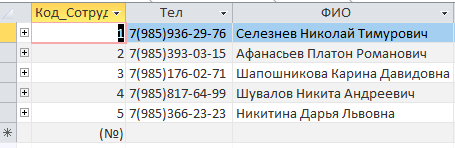 Код_Сотруд Тел ФИО
1 7(985)936-29-76 Селезнев Николай Тимурович
2 7(985)393-03-15 Афанасьев Платон Романович
3 7(985)176-02-71 Шапошникова Карина Давидовна
4 7(985)817-64-99 Шувалов Никита Андреевич
5 7(985)366-23-23 Никитина Дарья Львовна
(№)